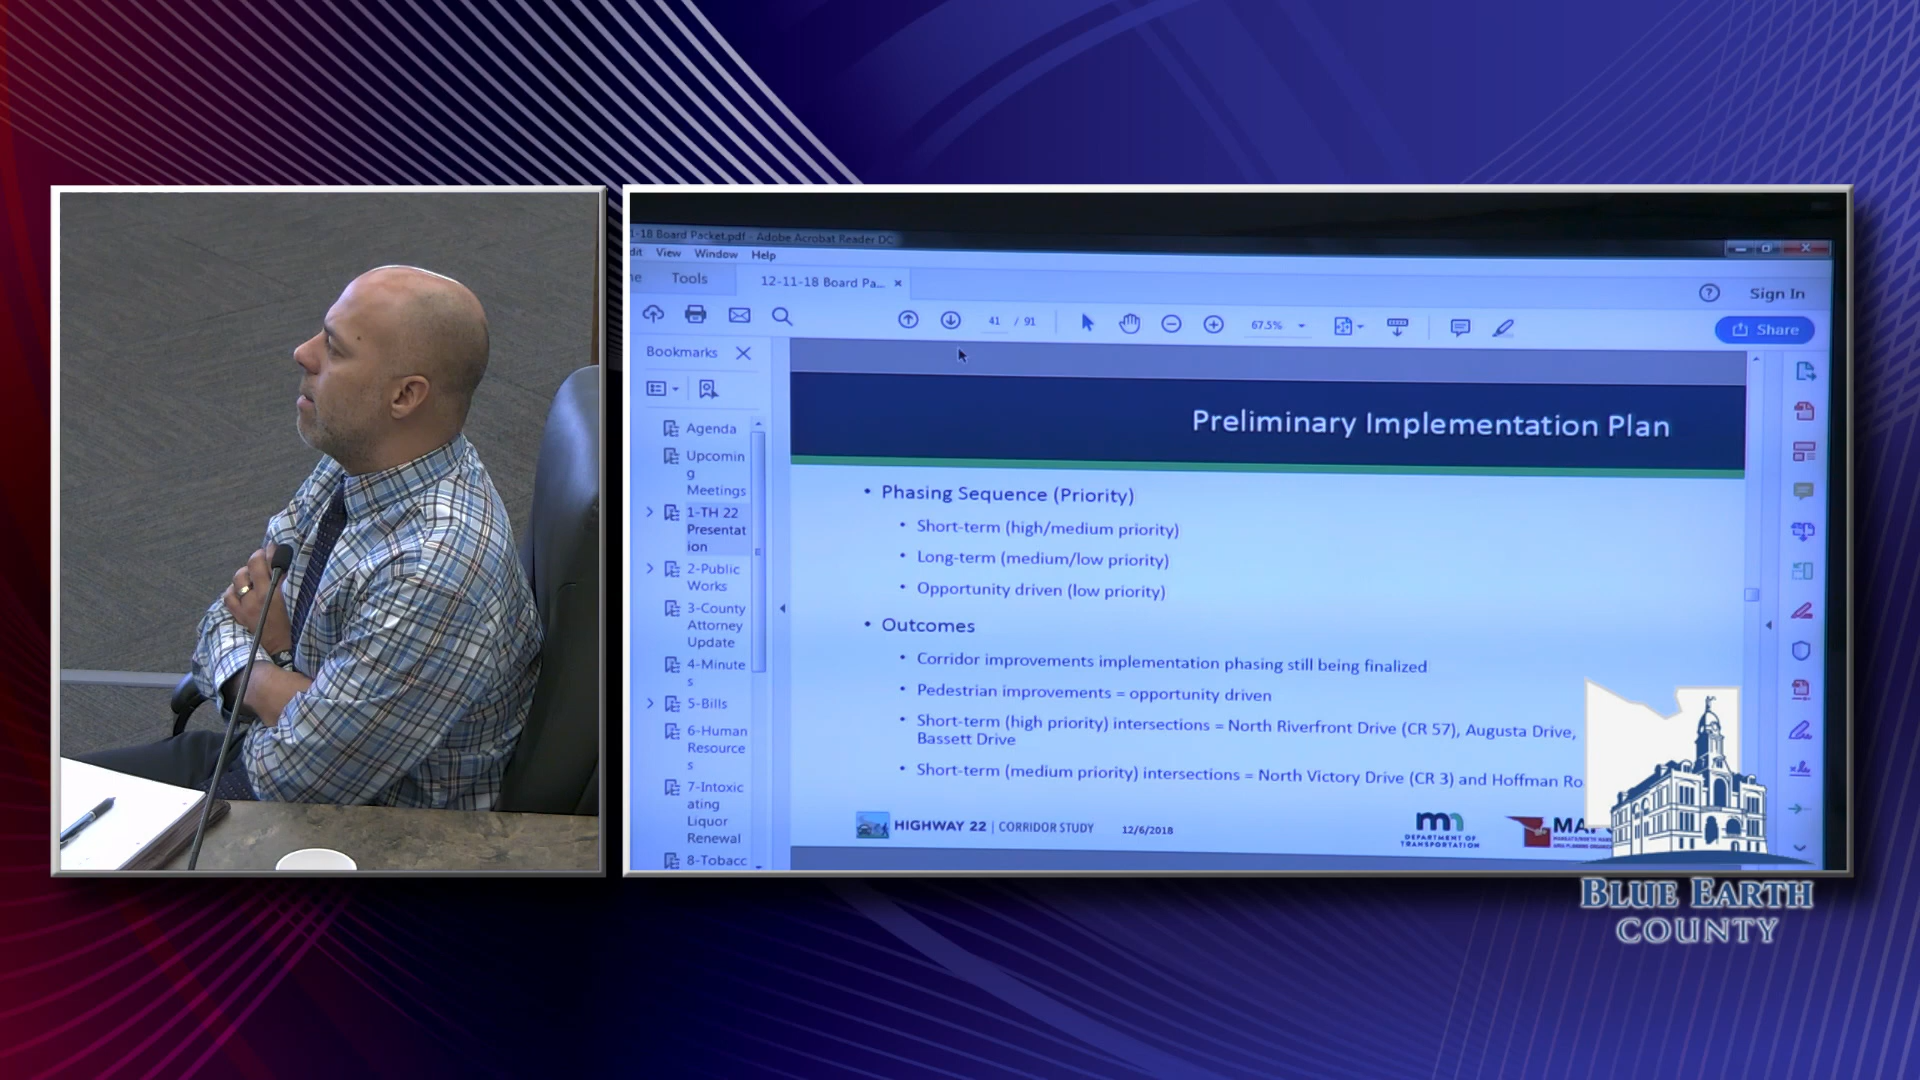 1-18 Board Packet.pdf - Adobe Acrobat Reader DC
dit View Window Help
ne Tools 12-11-18 Board Pa... ×
Sign In
41 / 91
67.5%
Share
Bookmarks
Agenda
Upcomin
g
Meetings
1-TH 22
Presentat
ion
2-Public
Works
3-County
Attorney
Update
4-Minute
s
5-Bills
6-Human
Resource
s
7-Intoxic
ating
Liquor
Renewal
8-Tobacc
Preliminary Implementation Plan
• Phasing Sequence (Priority)
• Short-term (high/medium priority)
• Long-term (medium/low priority)
• Opportunity driven (low priority)
• Outcomes
• Corridor improvements implementation phasing still being finalized
• Pedestrian improvements = opportunity driven
• Short-term (high priority) intersections = North Riverfront Drive (CR 57), Augusta Drive,
Bassett Drive
• Short-term (medium priority) intersections = North Victory Drive (CR 3) and Hoffman Ro
HIGHWAY 22 | CORRIDOR STUDY 12/6/2018
mn
DEPARTMENT OF
TRANSPORTATION
BLUE EARTH
COUNTY